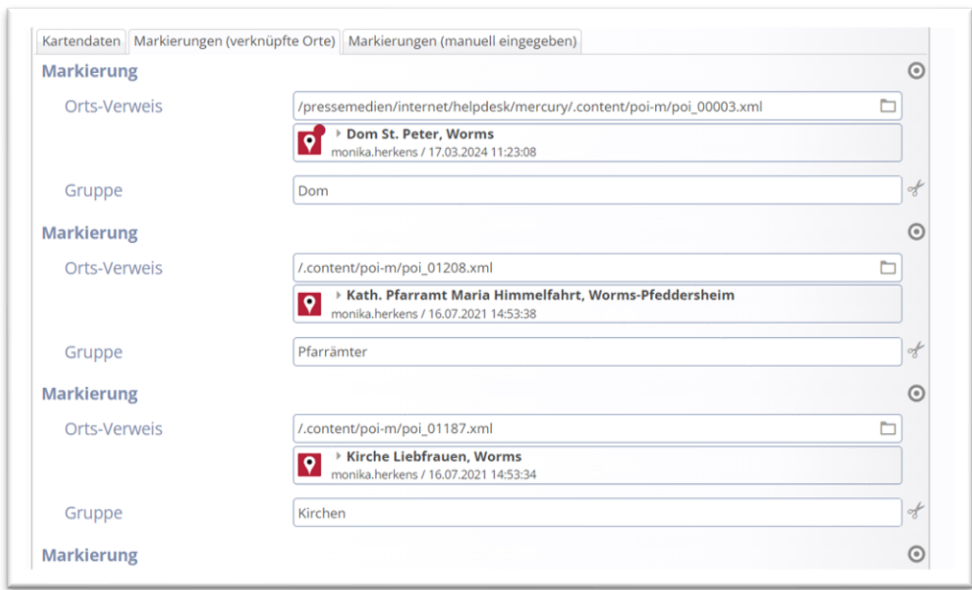 Kartendaten Markierungen (verknüpfte Orte) Markierungen (manuell eingegeben)
Markierung
Orts-Verweis /pressemedien/internet/helpdesk/mercury/.content/poi-m/poi_00003.xml
Dom St. Peter, Worms
monika.herkens / 17.03.2024 11:23:08
Gruppe Dom
Markierung
Orts-Verweis /.content/poi-m/poi_01208.xml
Kath. Pfarramt Maria Himmelfahrt, Worms-Pfeddersheim
monika.herkens / 16.07.2021 14:53:38
Gruppe Pfarrämter
Markierung
Orts-Verweis /.content/poi-m/poi_01187.xml
Kirche Liebfrauen, Worms
monika.herkens / 16.07.2021 14:53:34
Gruppe Kirchen
Markierung